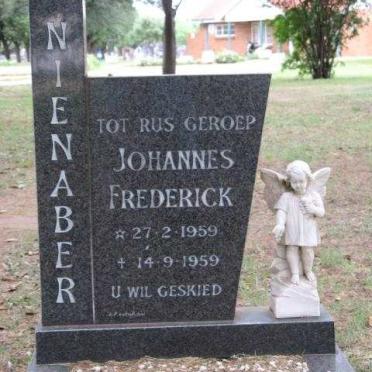 NIENABER
TOT RUS GEROEP
JOHANNES
FREDERICK
☆ 27·2·1959
✝ 14·9·1959
U WIL GESKIED